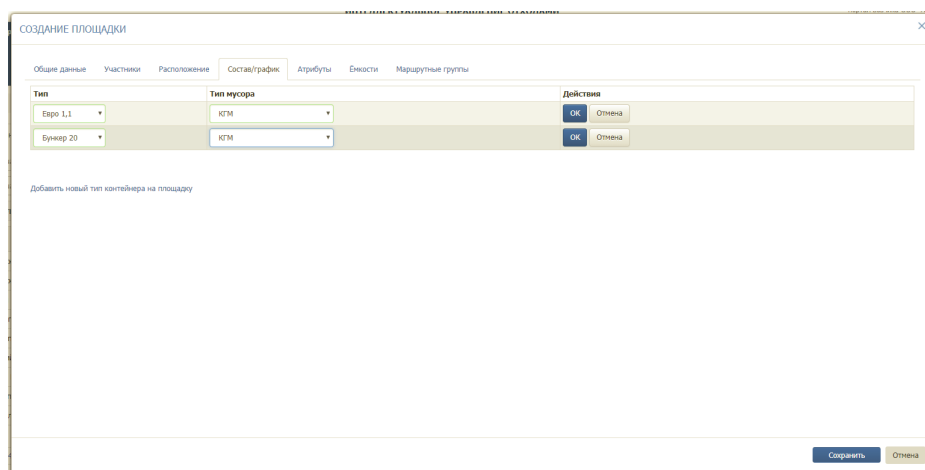 СОЗДАНИЕ ПЛОЩАДКИ
Общие данные Участники Расположение Состав/график Атрибуты Ёмкости Маршрутные группы
Тип Тип мусора Действия
Евро 1,1 КГМ ОК Отмена
Бункер 20 КГМ ОК Отмена
Добавить новый тип контейнера на площадку
Сохранить Отмена